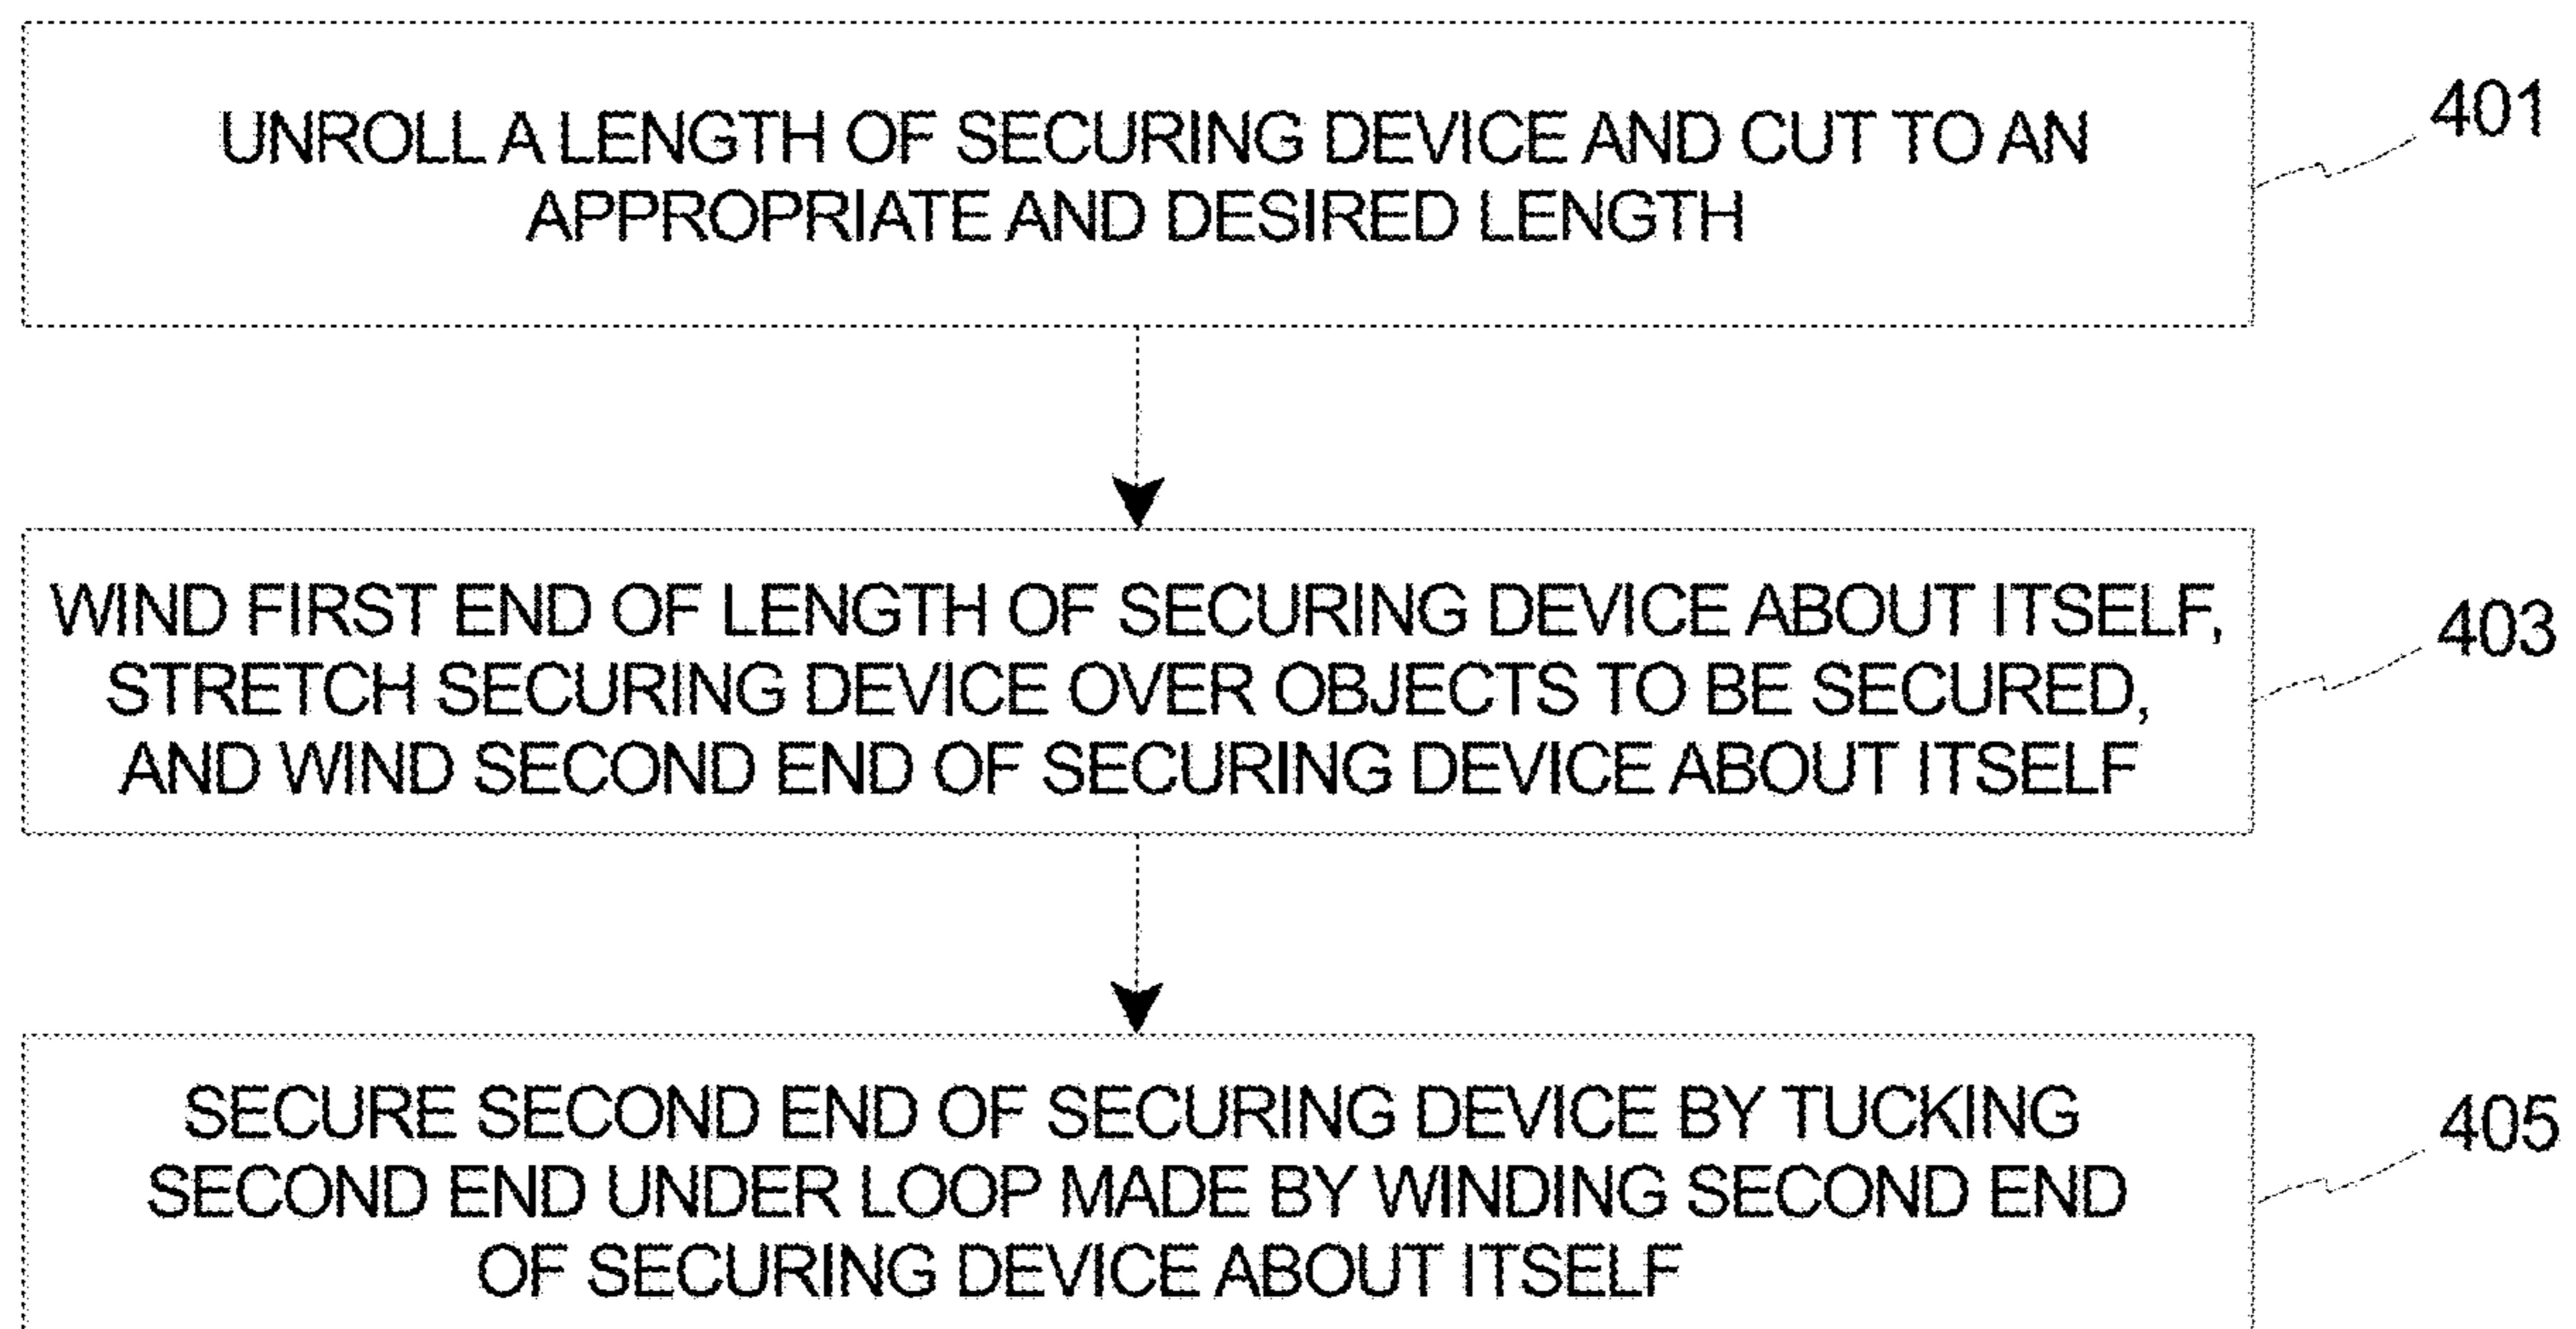 UNROLL A LENGTH OF SECURING DEVICE AND CUT TO AN
APPROPRIATE AND DESIRED LENGTH
401
WIND FIRST END OF LENGTH OF SECURING DEVICE ABOUT ITSELF,
STRETCH SECURING DEVICE OVER OBJECTS TO BE SECURED,
AND WIND SECOND END OF SECURING DEVICE ABOUT ITSELF
403
SECURE SECOND END OF SECURING DEVICE BY TUCKING
SECOND END UNDER LOOP MADE BY WINDING SECOND END
OF SECURING DEVICE ABOUT ITSELF
405